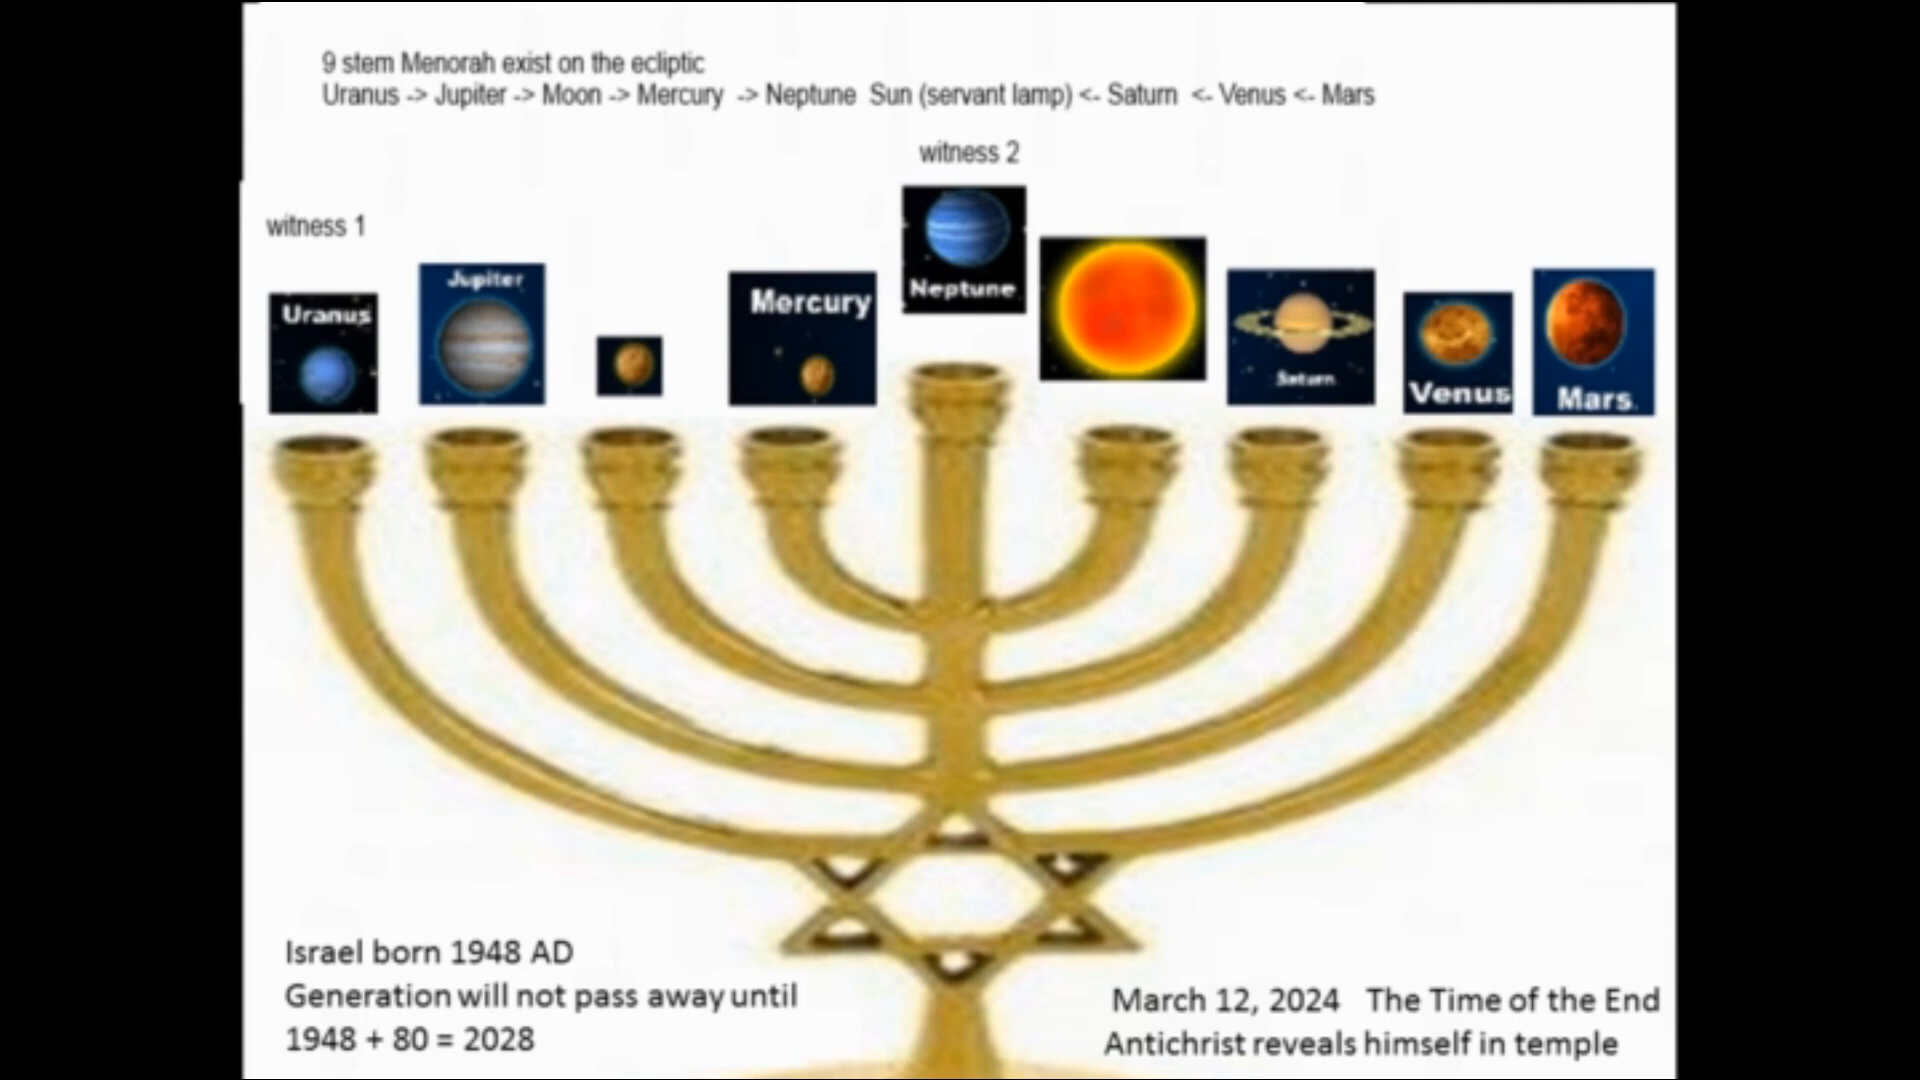 9 stem Menorah exist on the ecliptic
Uranus -> Jupiter -> Moon -> Mercury -> Neptune Sun (servant lamp) <- Saturn <- Venus <- Mars
witness 2
witness 1
Uranus
Jupiter
Mercury
Neptune
Saturn
Venus
Mars
Israel born 1948 AD
Generation will not pass away until
1948 + 80 = 2028
March 12, 2024 The Time of the End
Antichrist reveals himself in temple